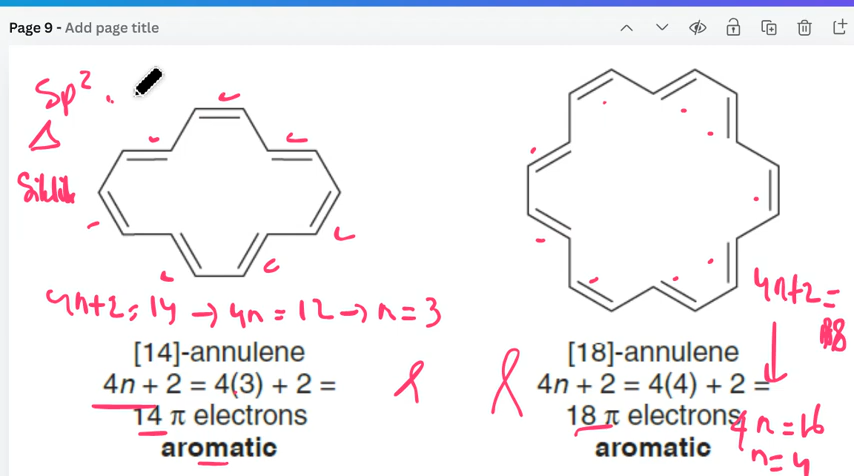 Page 9 - Add page title
Sp².
Siklik
4n+2=14 → 4n=12 → n=3
[14]-annulene
4n + 2 = 4(3) + 2 =
14 π electrons
aromatic
[18]-annulene
4n + 2 = 4(4) + 2 =
18 π electrons
aromatic
4n+2=
18
4n=16
n=4